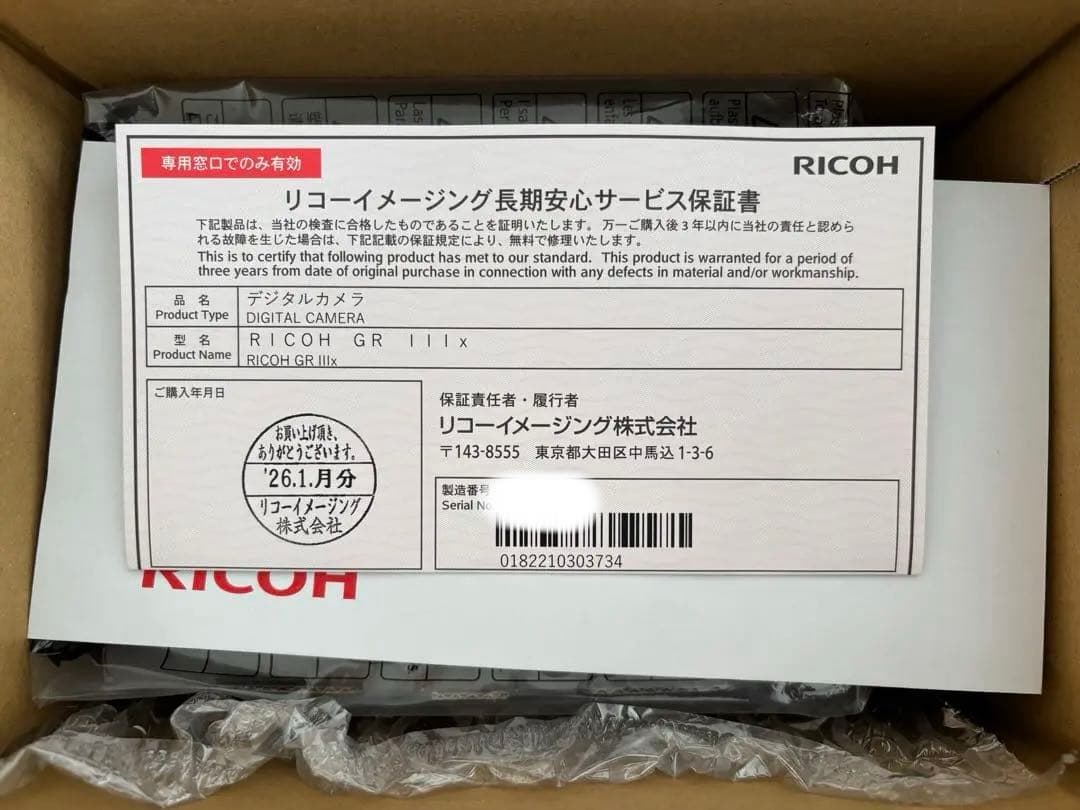 専用窓口でのみ有効
RICOH
リコーイメージング長期安心サービス保証書
下記製品は、当社の検査に合格したものであることを証明いたします。万一ご購入後3年以内に当社の責任と認めら
れる故障を生じた場合は、下記記載の保証規定により、無料で修理いたします。
This is to certify that following product has met to our standard. This product is warranted for a period of
three years from date of original purchase in connection with any defects in material and/or workmanship.
品 名
Product Type
デジタルカメラ
DIGITAL CAMERA
型 名
Product Name
RICOH GR IIIx
RICOH GR IIIx
ご購入年月日
お買い上げ頂き、
ありがとうございます。
'26.1.月分
リコーイメージング
株式会社
保証責任者・履行者
リコーイメージング株式会社
〒143-8555 東京都大田区中馬込1-3-6
製造番号
Serial No
0182210303734
RICOH